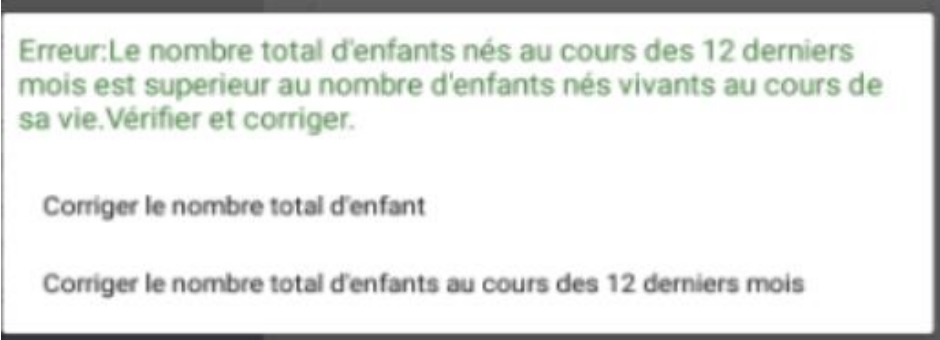 Erreur:Le nombre total d'enfants nés au cours des 12 derniers
mois est superieur au nombre d'enfants nés vivants au cours de
sa vie.Vérifier et corriger.
Corriger le nombre total d'enfant
Corriger le nombre total d'enfants au cours des 12 derniers mois